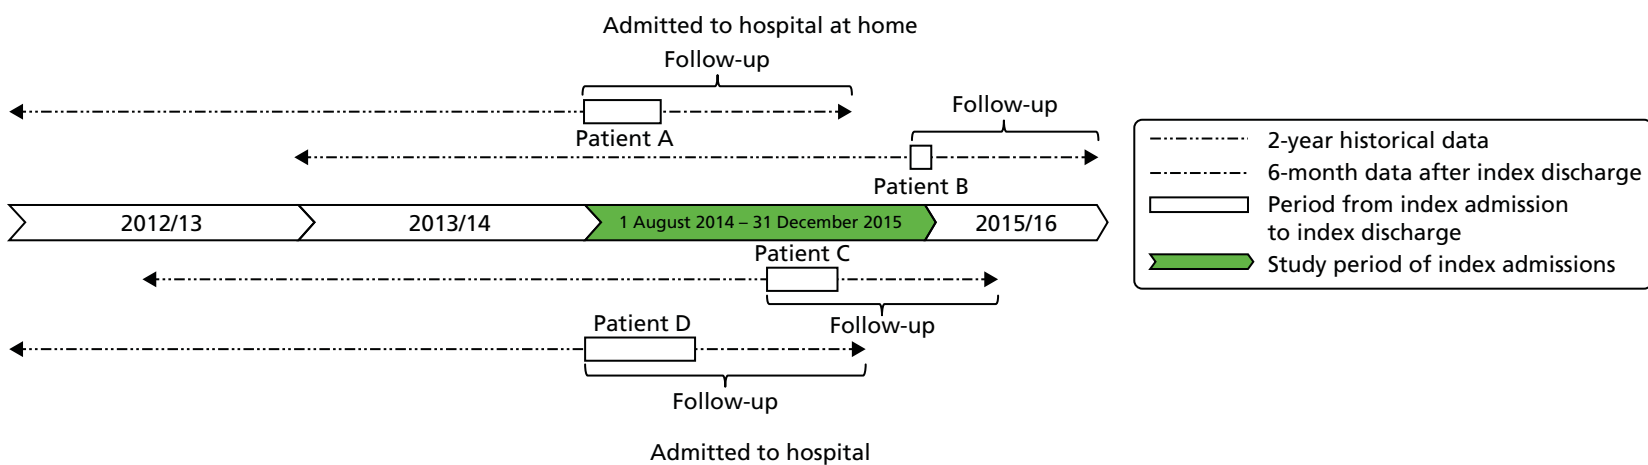 Admitted to hospital at home
Follow-up
Patient A
Follow-up
Patient B
2012/13
2013/14
1 August 2014 – 31 December 2015
2015/16
Patient C
Follow-up
Patient D
Follow-up
Admitted to hospital
2-year historical data
6-month data after index discharge
Period from index admission
to index discharge
Study period of index admissions